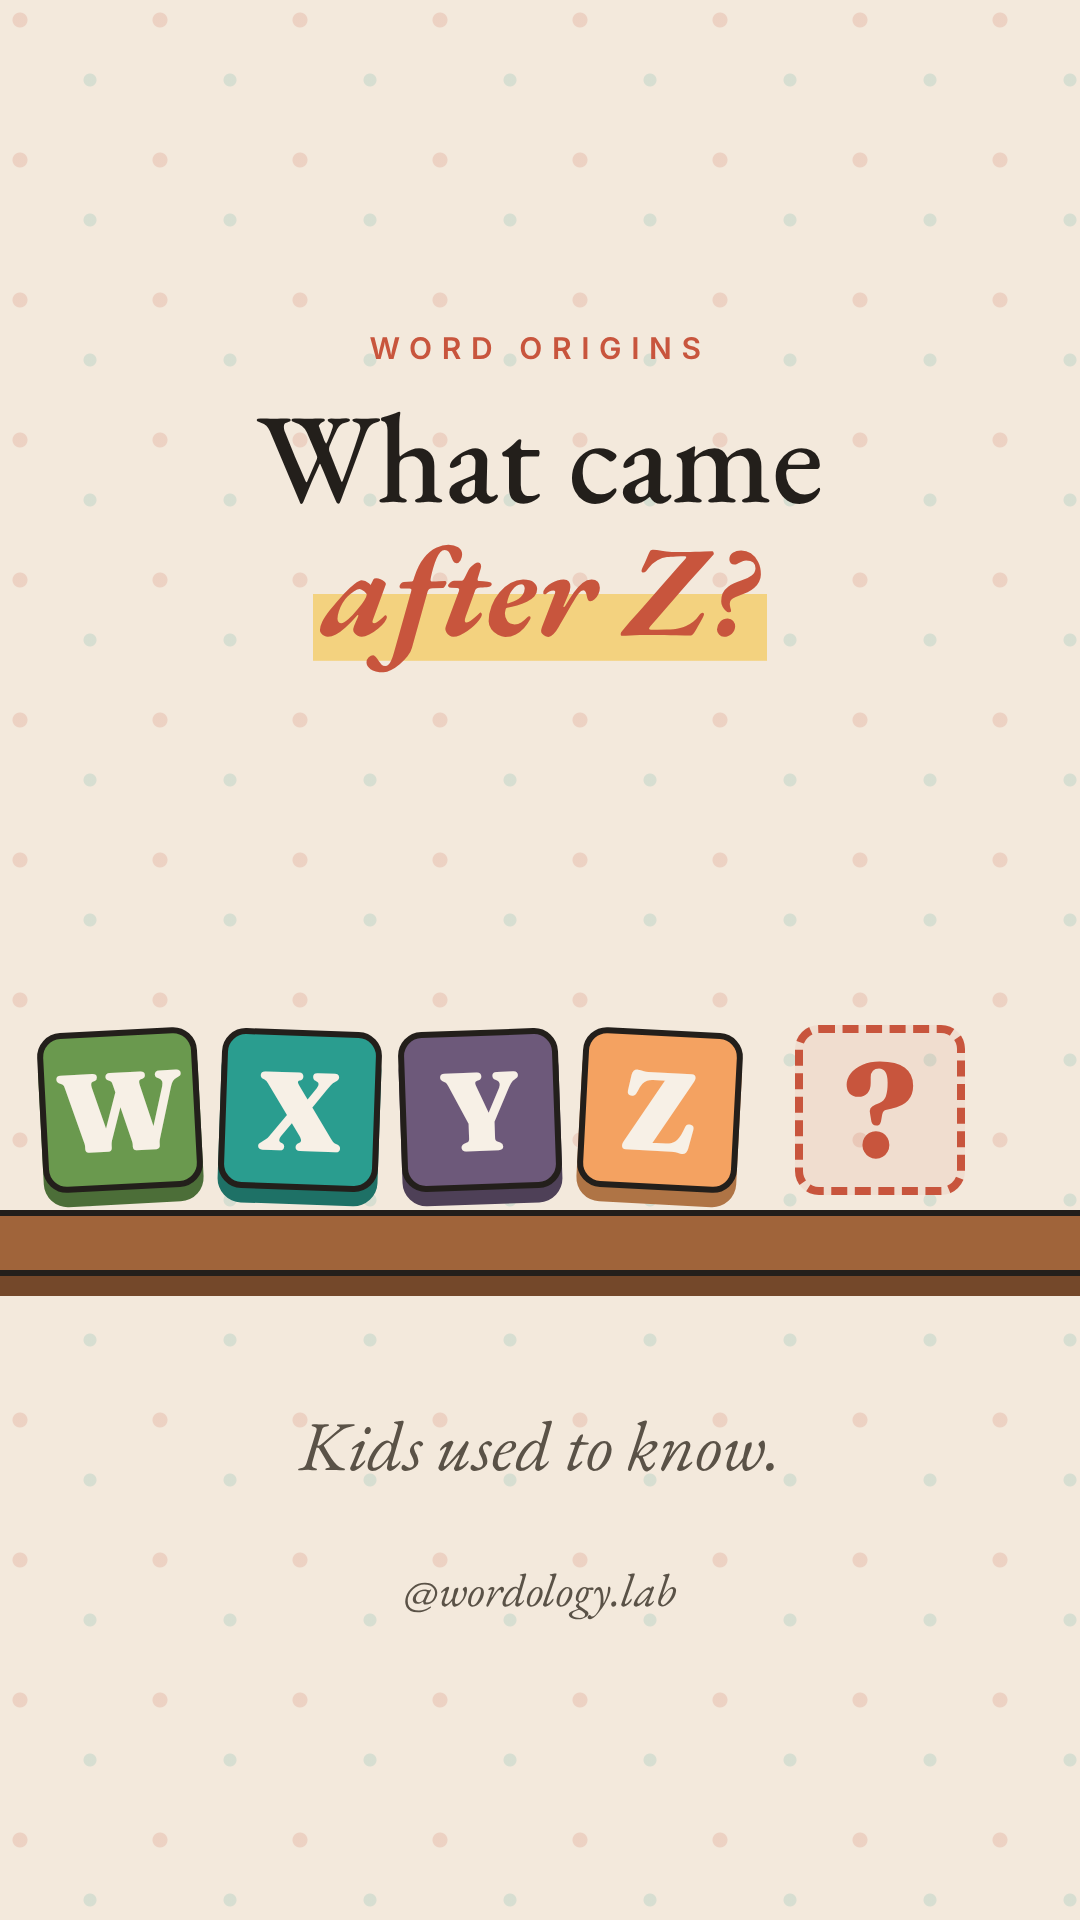 WORD ORIGINS
What came
after Z?
W X Y Z ?
Kids used to know.
@wordology.lab